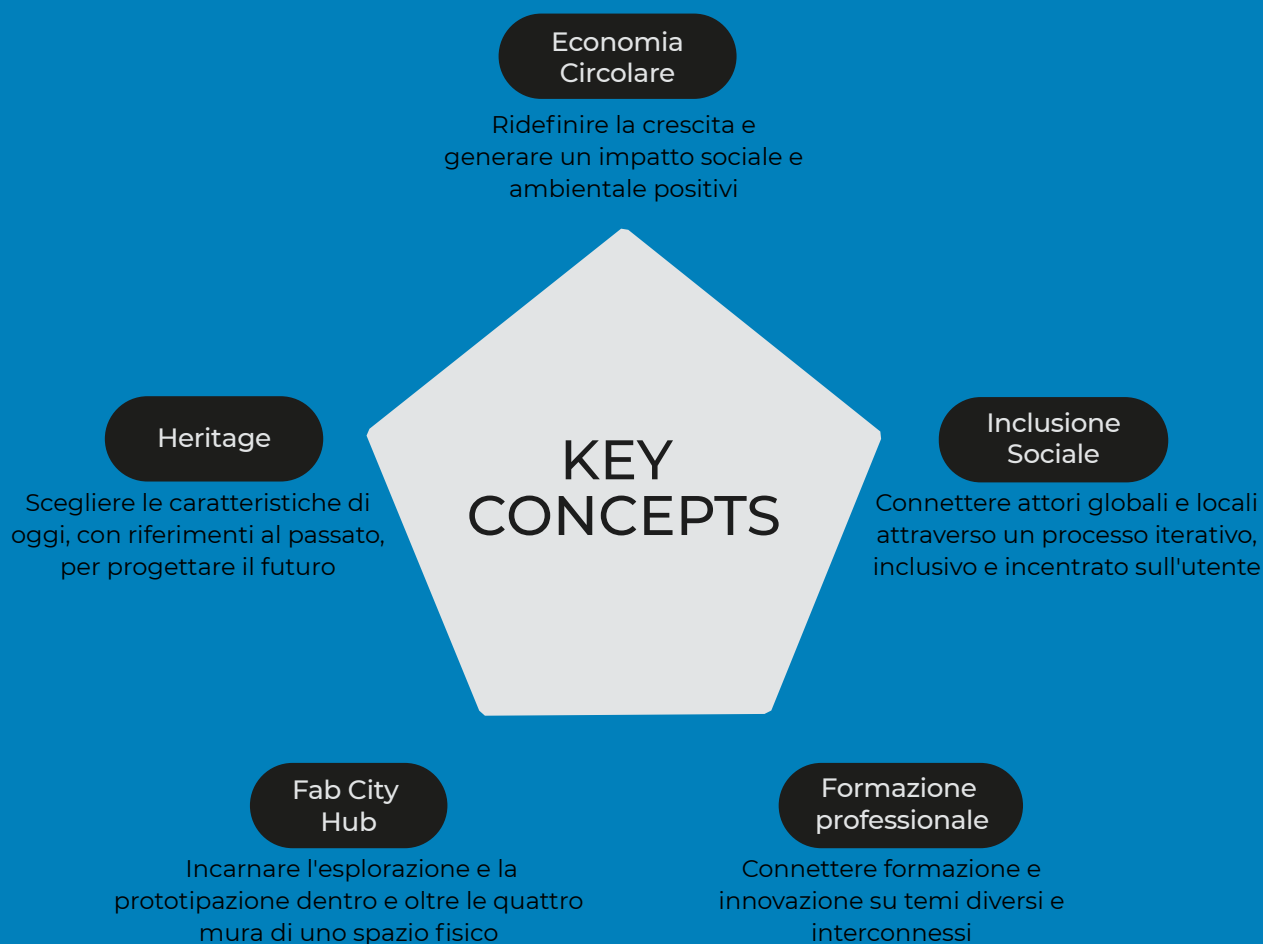 Economia
Circolare
Ridefinire la crescita e
generare un impatto sociale e
ambientale positivi
Heritage
Scegliere le caratteristiche di
oggi, con riferimenti al passato,
per progettare il futuro
KEY
CONCEPTS
Inclusione
Sociale
Connettere attori globali e locali
attraverso un processo iterativo,
inclusivo e incentrato sull'utente
Fab City
Hub
Incarnare l'esplorazione e la
prototipazione dentro e oltre le quattro
mura di uno spazio fisico
Formazione
professionale
Connettere formazione e
innovazione su temi diversi e
interconnessi